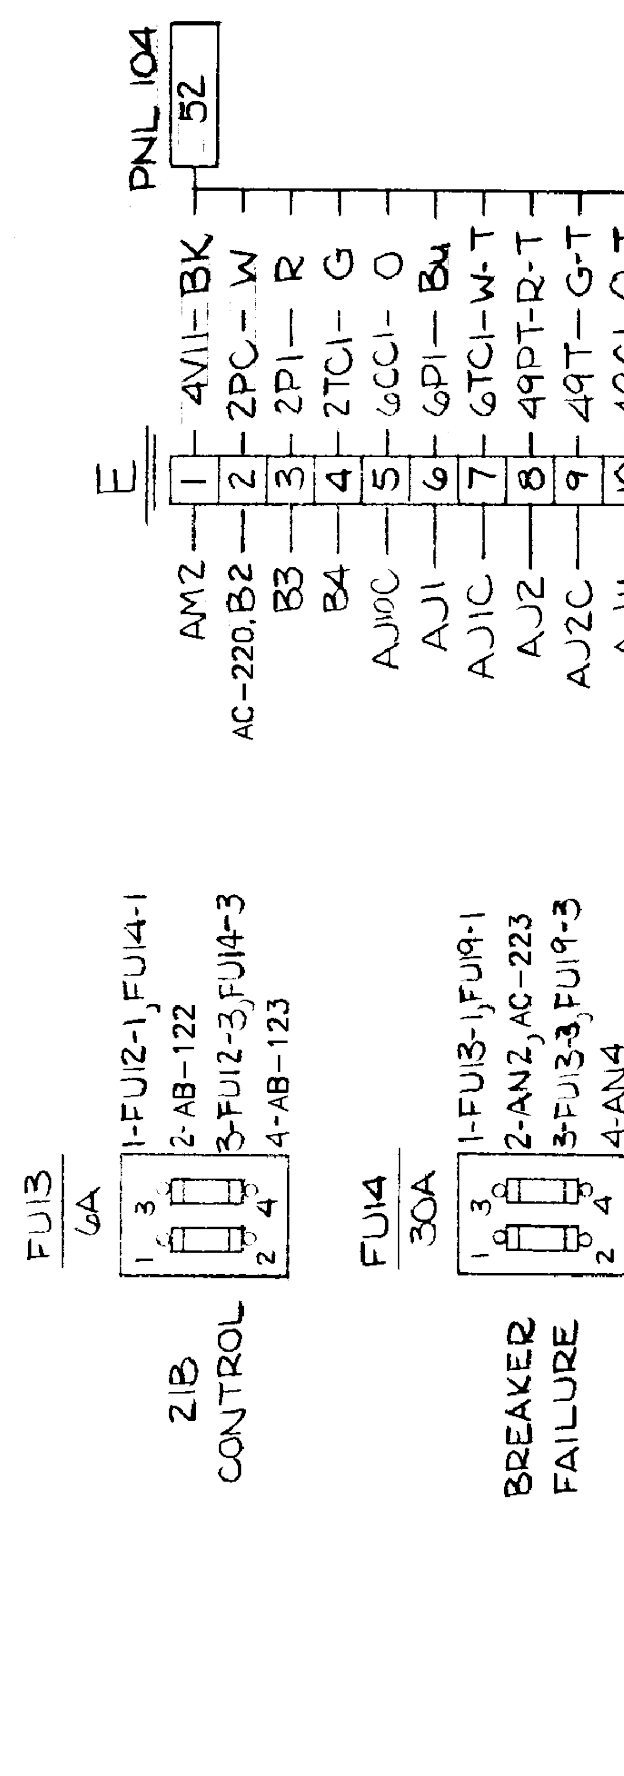 FU13
6A
21B
CONTROL
1 3
2 4
1-FU12-1, FU14-1
2-AB-122
3-FU12-3, FU14-3
4-AB-123
FU14
30A
BREAKER
FAILURE
1 3
2 4
1-FU13-1, FU19-1
2-AN2, AC-223
3-FU13-3, FU19-3
4-AN4
E
PNL 104
52
AM2 1 4V11-BK
AC-220, B2 2 2PC-W
B3 3 2P1-R
B4 4 2TC1-G
AJ10C 5 6CC1-O
AJ1 6 6P1-Bu
AJ1C 7 6TC1-W-T
AJ2 8 49PT-R-T
AJ2C 9 49T-G-T